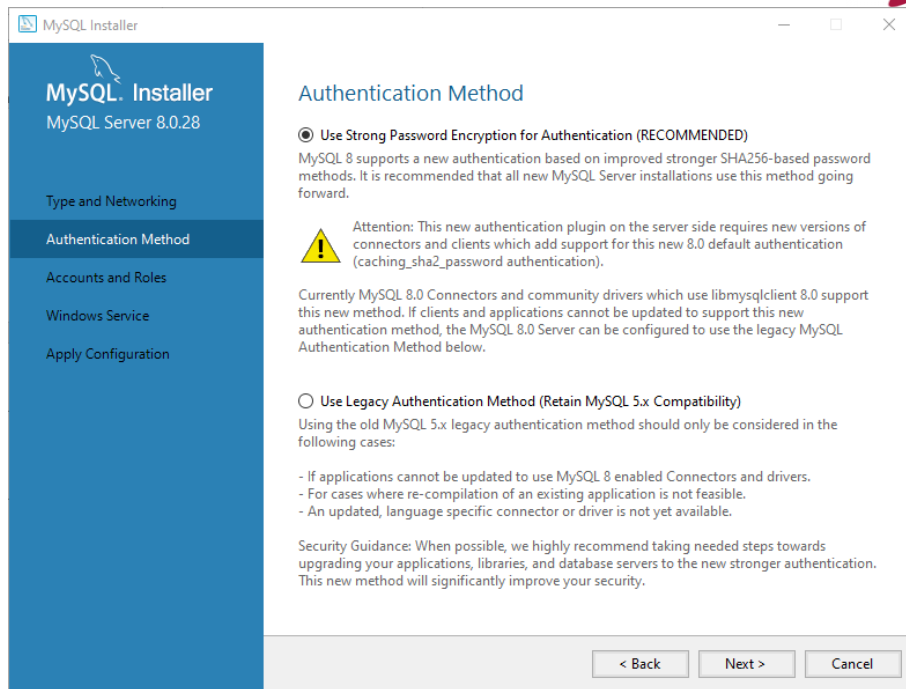 MySQL Installer
MySQL. Installer
MySQL Server 8.0.28
Type and Networking
Authentication Method
Accounts and Roles
Windows Service
Apply Configuration
Authentication Method
Use Strong Password Encryption for Authentication (RECOMMENDED)
MySQL 8 supports a new authentication based on improved stronger SHA256-based password
methods. It is recommended that all new MySQL Server installations use this method going
forward.
Attention: This new authentication plugin on the server side requires new versions of
connectors and clients which add support for this new 8.0 default authentication
(caching_sha2_password authentication).
Currently MySQL 8.0 Connectors and community drivers which use libmysqlclient 8.0 support
this new method. If clients and applications cannot be updated to support this new
authentication method, the MySQL 8.0 Server can be configured to use the legacy MySQL
Authentication Method below.
Use Legacy Authentication Method (Retain MySQL 5.x Compatibility)
Using the old MySQL 5.x legacy authentication method should only be considered in the
following cases:
- If applications cannot be updated to use MySQL 8 enabled Connectors and drivers.
- For cases where re-compilation of an existing application is not feasible.
- An updated, language specific connector or driver is not yet available.
Security Guidance: When possible, we highly recommend taking needed steps towards
upgrading your applications, libraries, and database servers to the new stronger authentication.
This new method will significantly improve your security.
< Back
Next >
Cancel